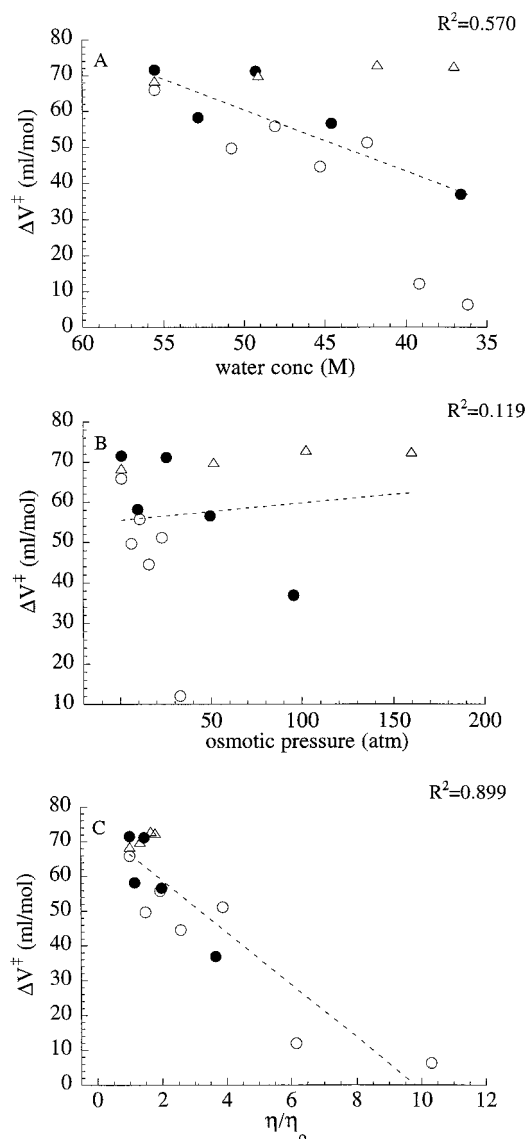 R²=0.570
A
80
70
60
50
40
30
20
10
0
ΔV‡ (ml/mol)
60 55 50 45 40 35
water conc (M)
R²=0.119
B
80
70
60
50
40
30
20
10
ΔV‡ (ml/mol)
50 100 150 200
osmotic pressure (atm)
R²=0.899
C
80
70
60
50
40
30
20
10
0
ΔV‡ (ml/mol)
0 2 4 6 8 10 12
η/ηₒ